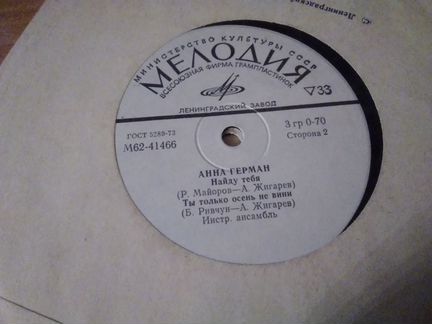 (С) Ленинградский
МИНИСТЕРСТВО КУЛЬТУРЫ СССР
МЕЛОДИЯ
ВСЕСОЮЗНАЯ ФИРМА ГРАМПЛАСТИНОК
▽33
ЛЕНИНГРАДСКИЙ ЗАВОД
ГОСТ 5289-73
М62-41466
3 гр 0-70
Сторона 2
АННА ГЕРМАН
Найду тебя
(Р. Майоров—А. Жигарев)
Ты только осень не вини
(Б. Ривчун—А. Жигарев)
Инстр. ансамбль